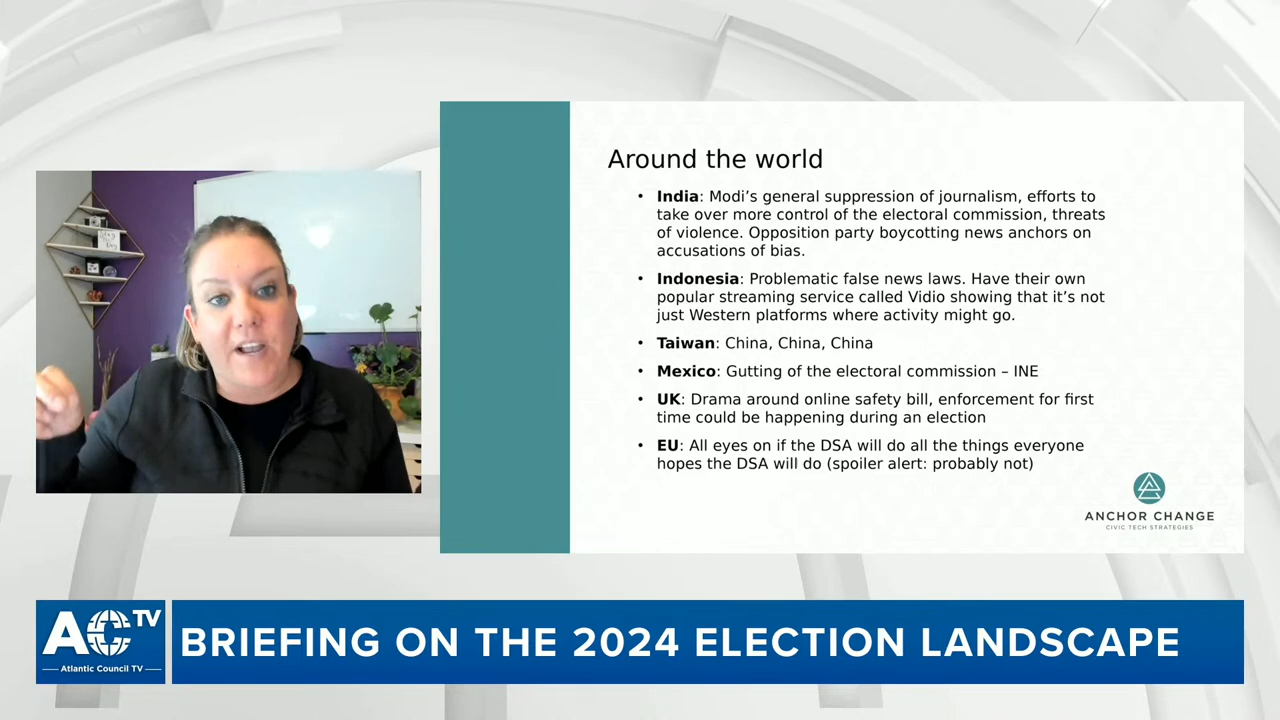 Around the world
• India: Modi’s general suppression of journalism, efforts to
take over more control of the electoral commission, threats
of violence. Opposition party boycotting news anchors on
accusations of bias.
• Indonesia: Problematic false news laws. Have their own
popular streaming service called Vidio showing that it’s not
just Western platforms where activity might go.
• Taiwan: China, China, China
• Mexico: Gutting of the electoral commission – INE
• UK: Drama around online safety bill, enforcement for first
time could be happening during an election
• EU: All eyes on if the DSA will do all the things everyone
hopes the DSA will do (spoiler alert: probably not)
ANCHOR CHANGE
CIVIC TECH STRATEGIES
AC TV
Atlantic Council TV
BRIEFING ON THE 2024 ELECTION LANDSCAPE